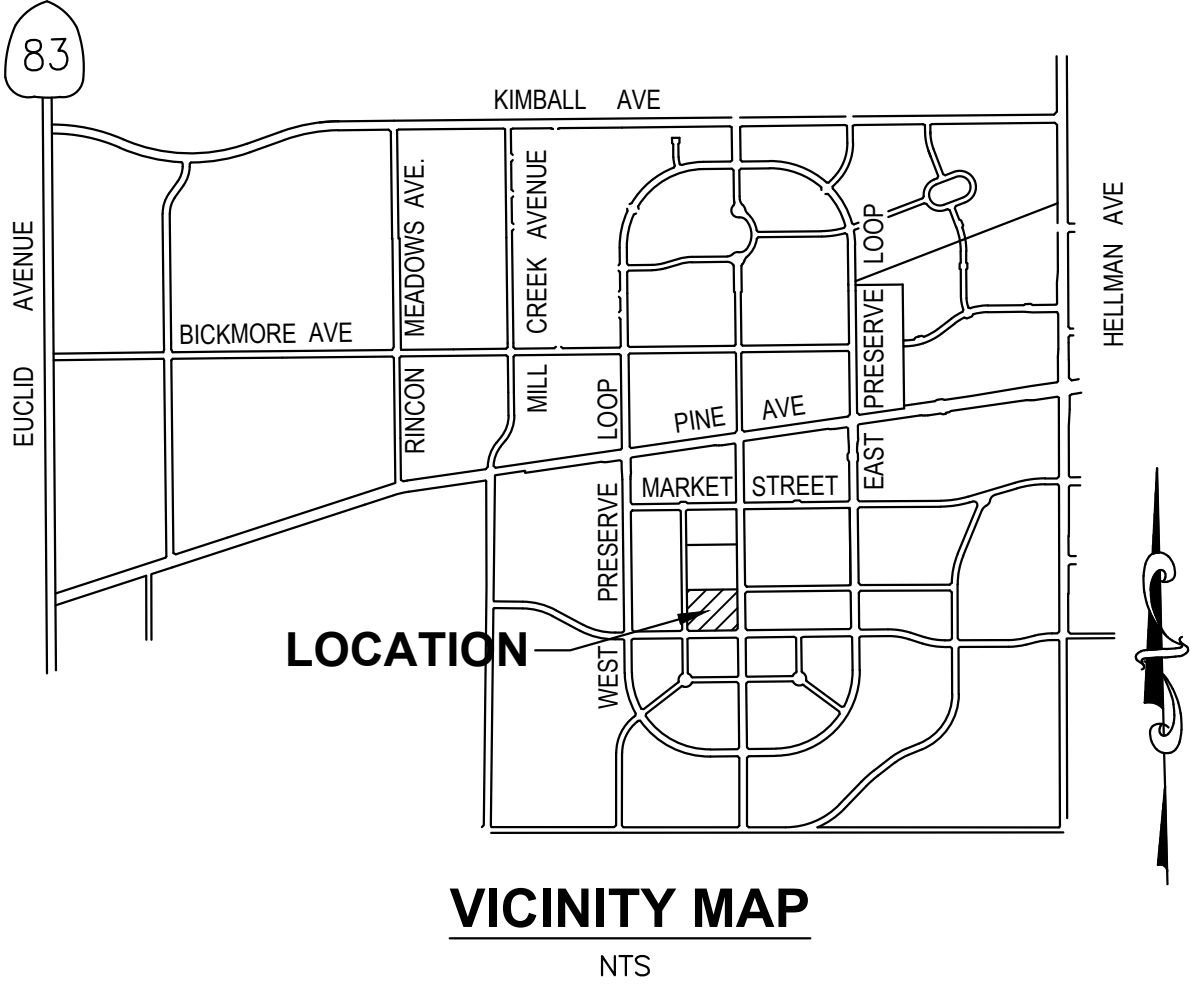 83
KIMBALL AVE
EUCLID AVENUE
BICKMORE AVE
RINCON MEADOWS AVE.
MILL CREEK AVENUE
WEST PRESERVE LOOP
PINE AVE
EAST PRESERVE LOOP
HELLMAN AVE
MARKET STREET
LOCATION
VICINITY MAP
NTS